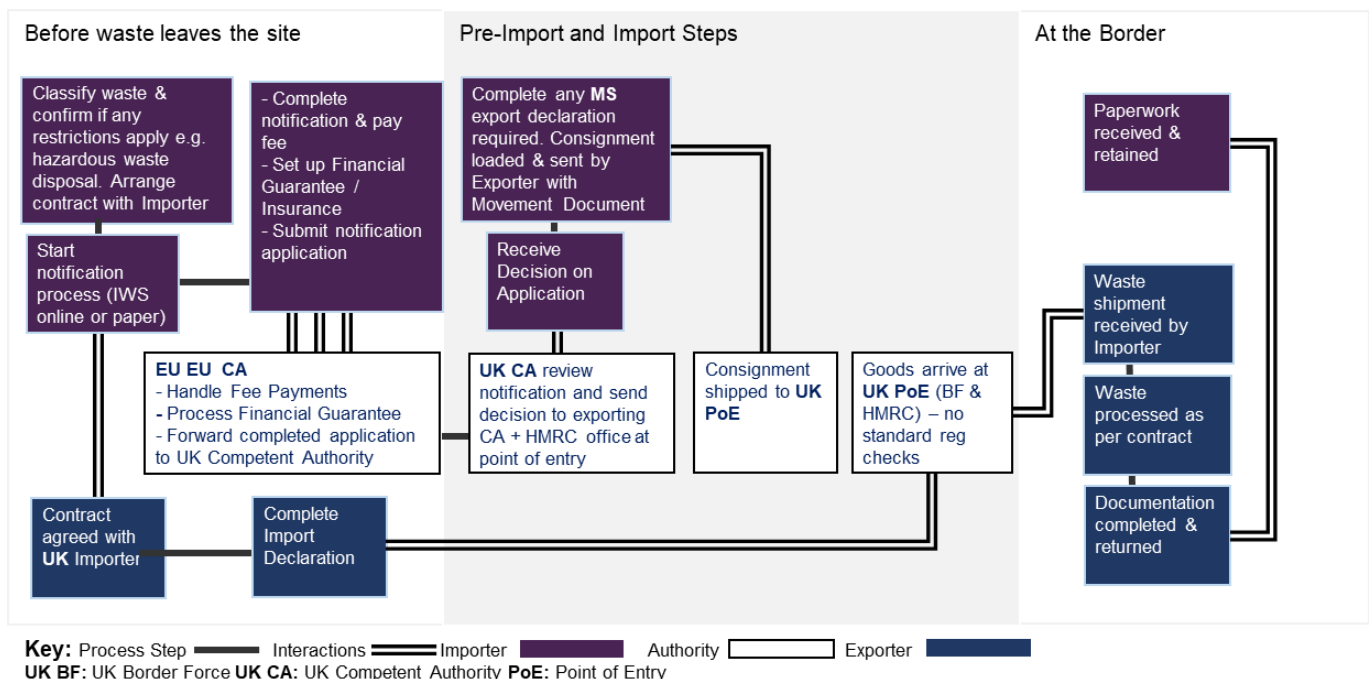 Before waste leaves the site
Pre-Import and Import Steps
At the Border
Classify waste &
confirm if any
restrictions apply e.g.
hazardous waste
disposal. Arrange
contract with Importer
- Complete
notification & pay
fee
- Set up Financial
Guarantee /
Insurance
- Submit notification
application
Start
notification
process (IWS
online or paper)
EU EU CA
- Handle Fee Payments
- Process Financial Guarantee
- Forward completed application
to UK Competent Authority
Contract
agreed with
UK Importer
Complete
Import
Declaration
Complete any MS
export declaration
required. Consignment
loaded & sent by
Exporter with
Movement Document
Receive
Decision on
Application
UK CA review
notification and send
decision to exporting
CA + HMRC office at
point of entry
Consignment
shipped to UK
PoE
Goods arrive at
UK PoE (BF &
HMRC) – no
standard reg
checks
Paperwork
received &
retained
Waste
shipment
received by
Importer
Waste
processed as
per contract
Documentation
completed &
returned
Key: Process Step Interactions Importer Authority Exporter
UK BF: UK Border Force UK CA: UK Competent Authority PoE: Point of Entry